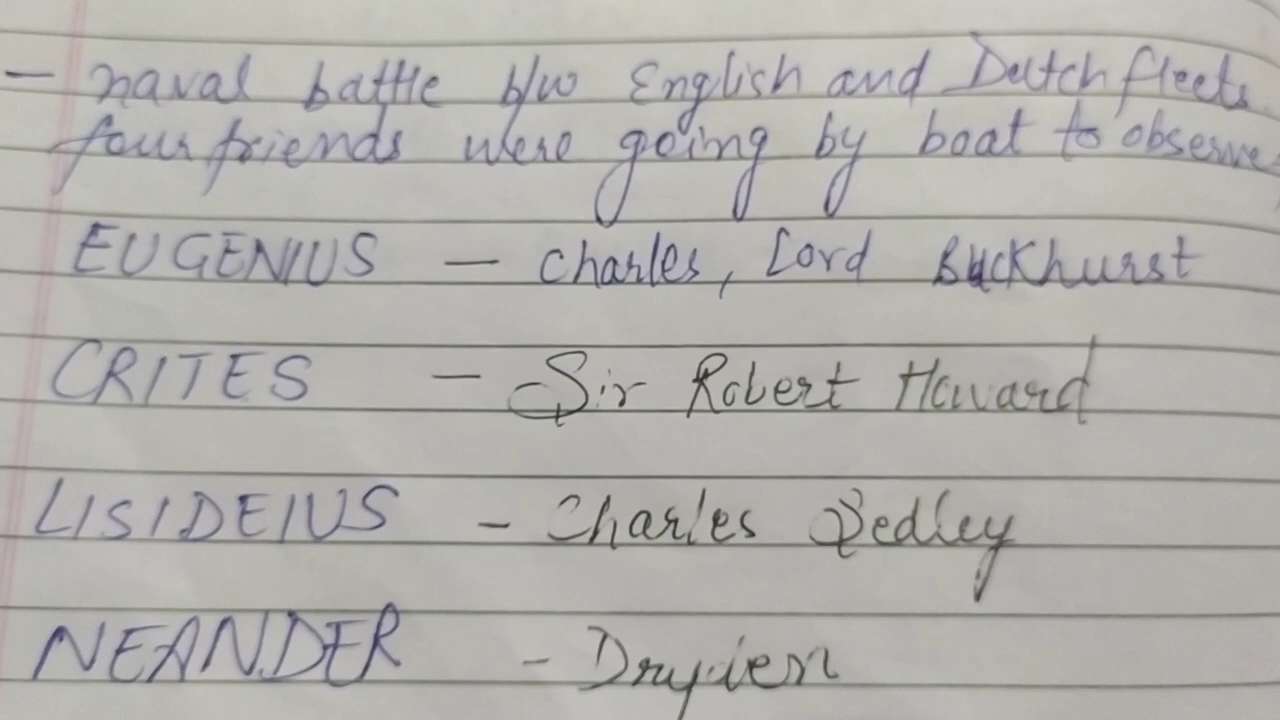 - naval battle b/w English and Dutch fleets
four friends were going by boat to observe
EUGENIUS - Charles, Lord Buckhurst
CRITES - Sir Robert Howard
LISIDEIUS - Charles Sedley
NEANDER - Dryden